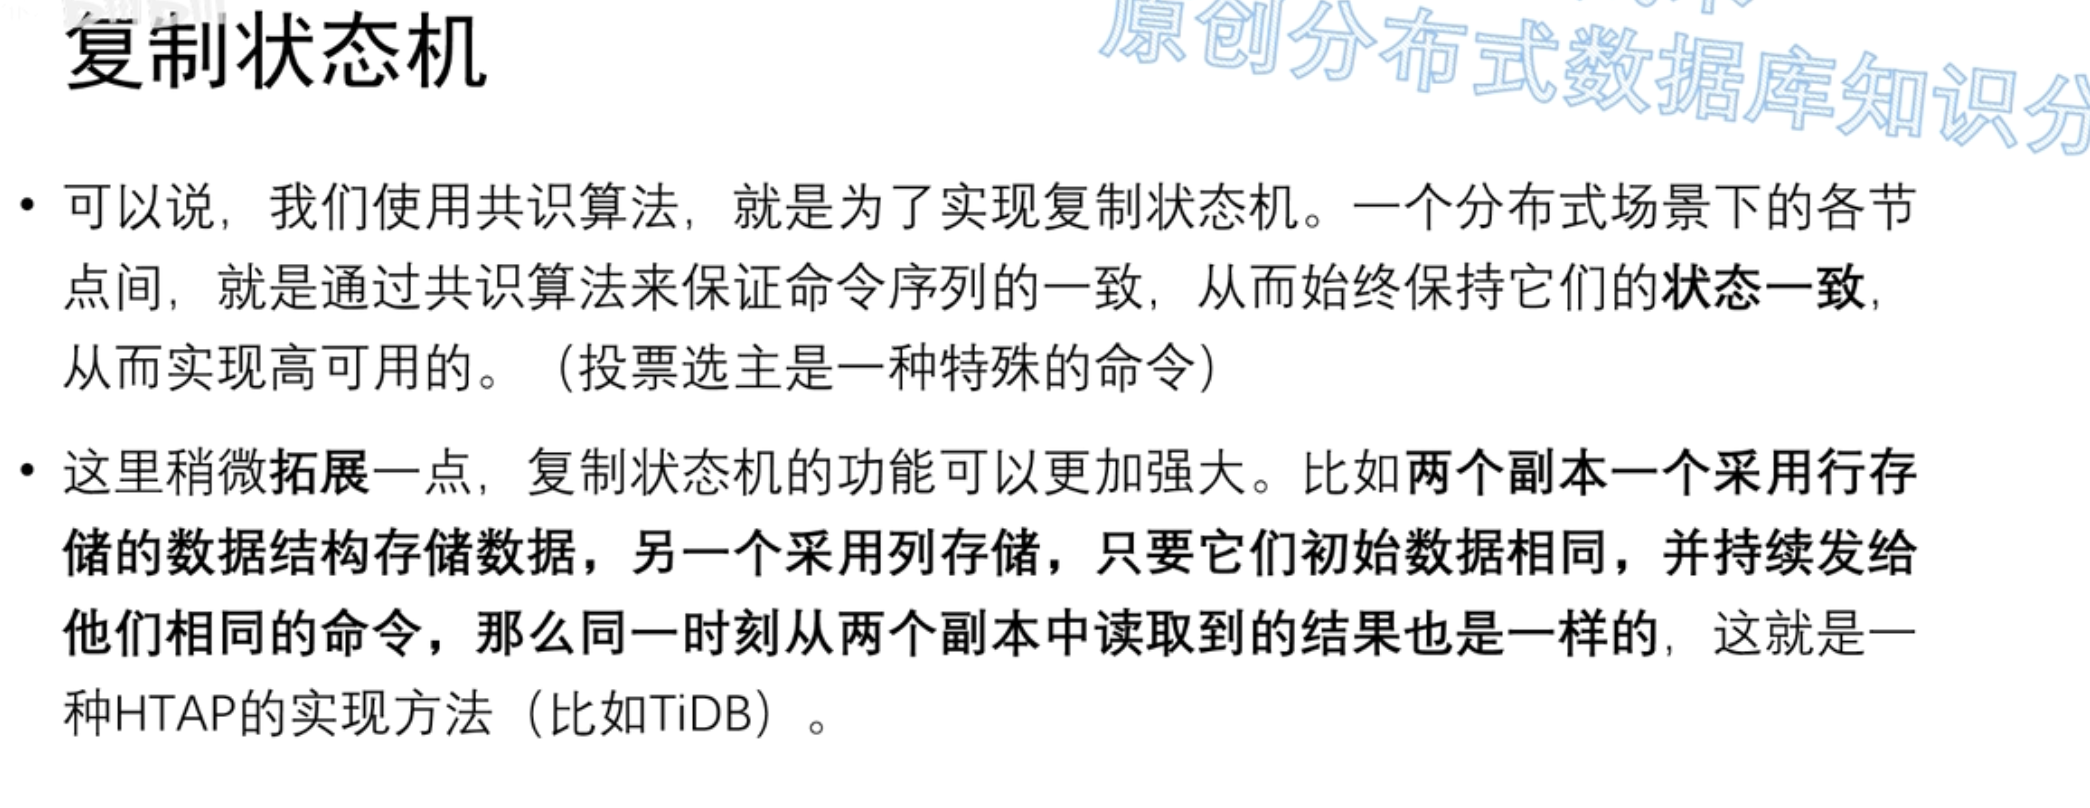 复制状态机
原创分布式数据库知识分
• 可以说，我们使用共识算法，就是为了实现复制状态机。一个分布式场景下的各节
点间，就是通过共识算法来保证命令序列的一致，从而始终保持它们的状态一致，
从而实现高可用的。（投票选主是一种特殊的命令）
• 这里稍微拓展一点，复制状态机的功能可以更加强大。比如两个副本一个采用行存
储的数据结构存储数据，另一个采用列存储，只要它们初始数据相同，并持续发给
他们相同的命令，那么同一时刻从两个副本中读取到的结果也是一样的，这就是一
种HTAP的实现方法（比如TiDB）。